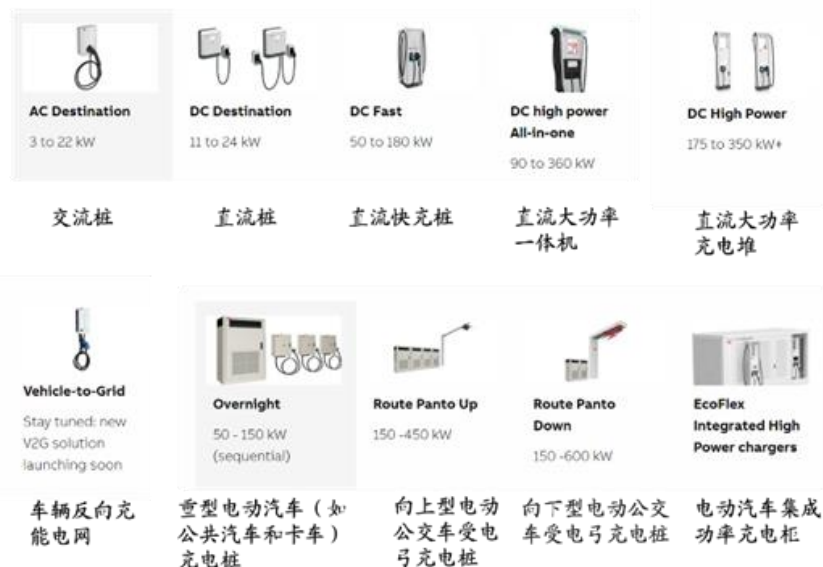 AC Destination
3 to 22 kW
交流桩
DC Destination
11 to 24 kW
直流桩
DC Fast
50 to 180 kW
直流快充桩
DC high power
All-in-one
90 to 360 kW
直流大功率
一体机
DC High Power
175 to 350 kW+
直流大功率
充电堆
Vehicle-to-Grid
Stay tuned: new
V2G solution
launching soon
车辆反向充
能电网
Overnight
50 - 150 kW
(sequential)
重型电动汽车（如
公共汽车和卡车）
充电桩
Route Panto Up
150 -450 kW
向上型电动
公交车受电
弓充电桩
Route Panto
Down
150 -600 kW
向下型电动公交
车受电弓充电桩
EcoFlex
Integrated High
Power chargers
电动汽车集成
功率充电柜